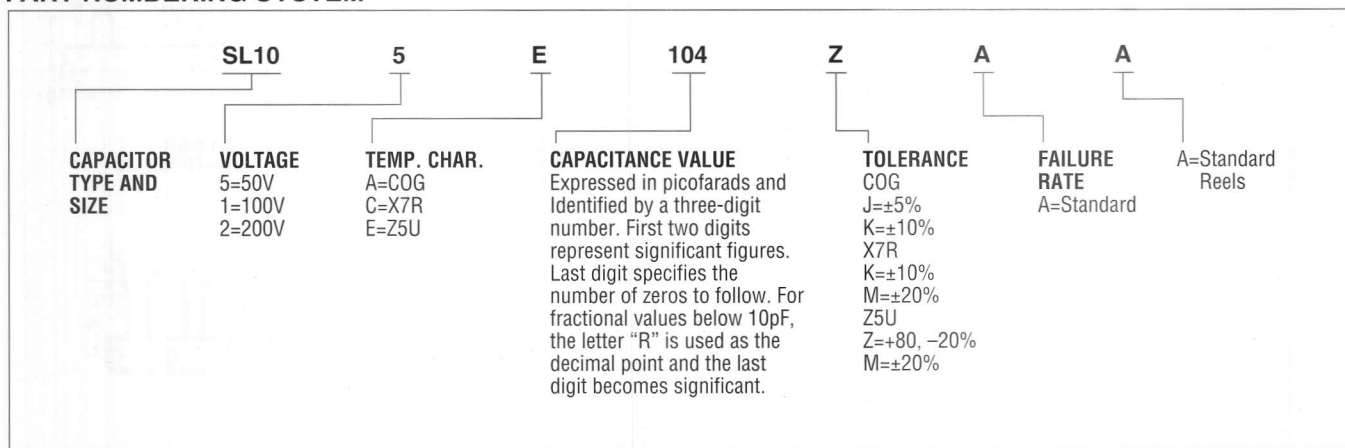 PART NUMBERING SYSTEM
SL10 5 E 104 Z A A
CAPACITOR
TYPE AND
SIZE
VOLTAGE
5=50V
1=100V
2=200V
TEMP. CHAR.
A=COG
C=X7R
E=Z5U
CAPACITANCE VALUE
Expressed in picofarads and
Identified by a three-digit
number. First two digits
represent significant figures.
Last digit specifies the
number of zeros to follow. For
fractional values below 10pF,
the letter “R” is used as the
decimal point and the last
digit becomes significant.
TOLERANCE
COG
J=±5%
K=±10%
X7R
K=±10%
M=±20%
Z5U
Z=+80, –20%
M=±20%
FAILURE
RATE
A=Standard
A=Standard
Reels